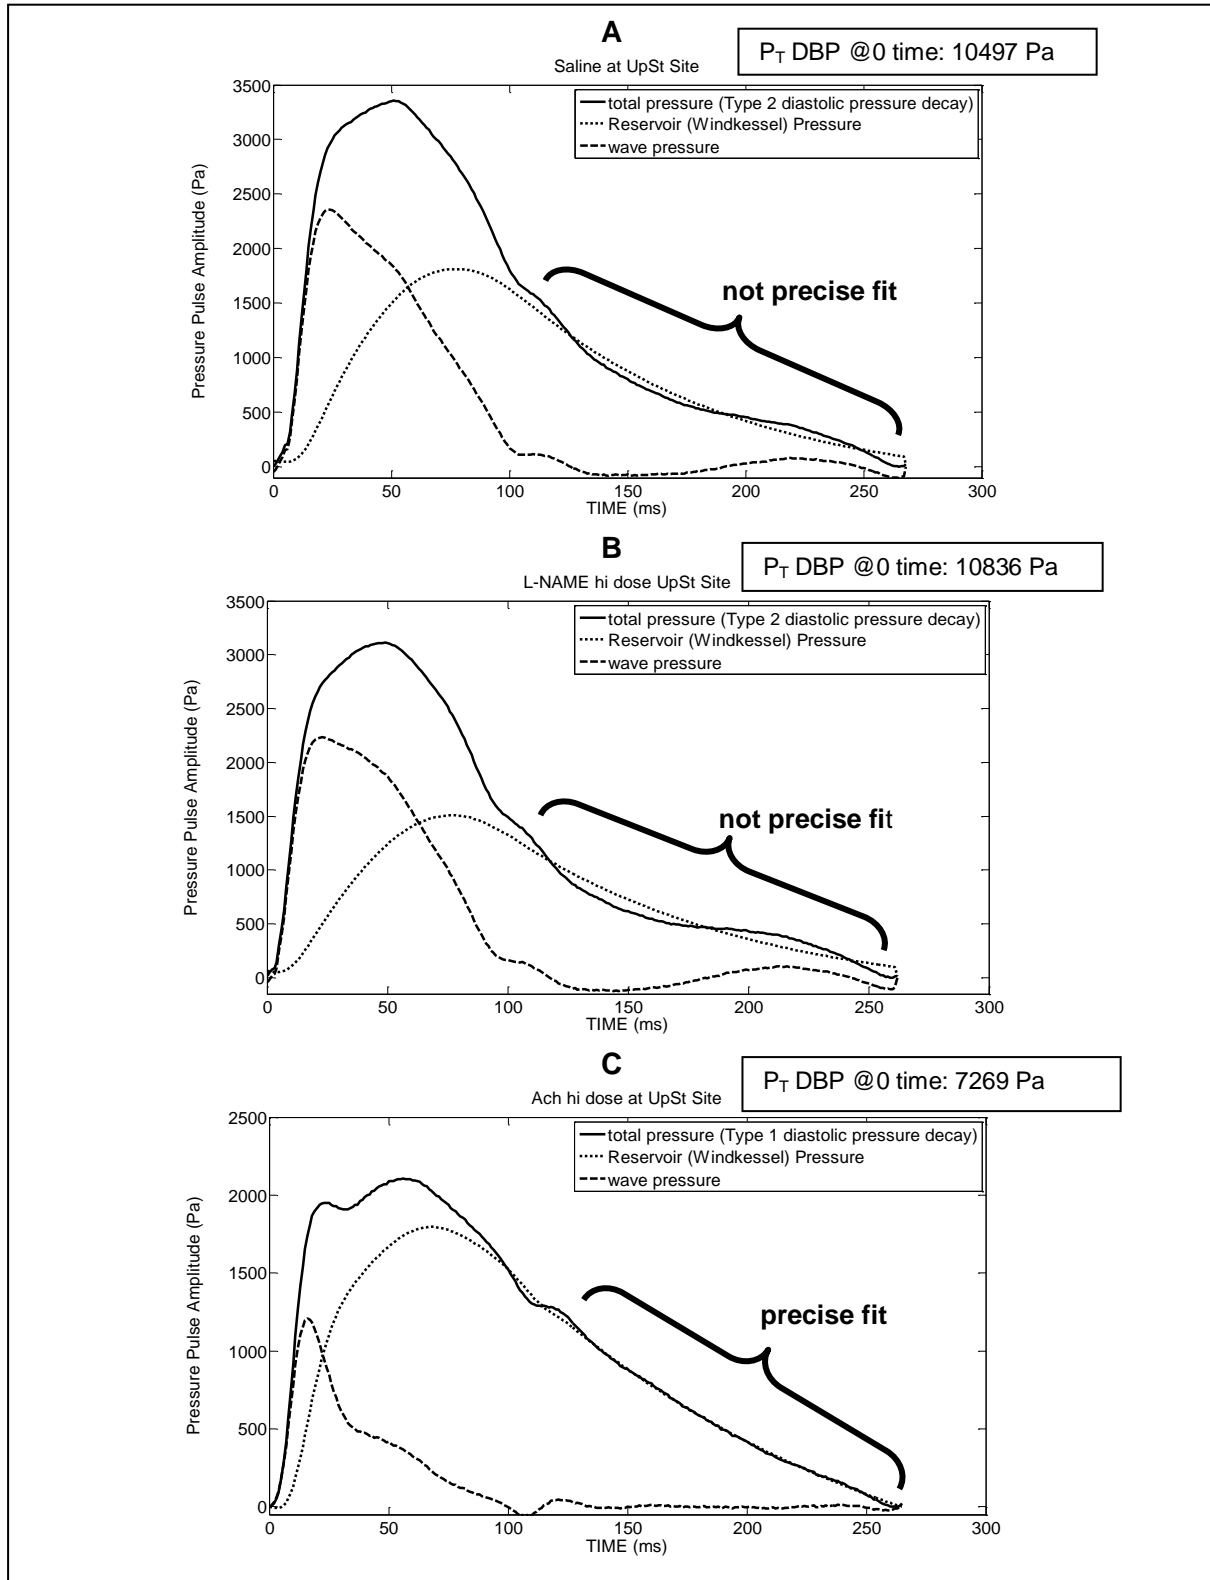 A
P_T DBP @0 time: 10497 Pa
Saline at UpSt Site
total pressure (Type 2 diastolic pressure decay)
Reservoir (Windkessel) Pressure
wave pressure
not precise fit
Pressure Pulse Amplitude (Pa)
3500
3000
2500
2000
1500
1000
500
0
0 50 100 150 200 250 300
TIME (ms)
B
P_T DBP @0 time: 10836 Pa
L-NAME hi dose UpSt Site
total pressure (Type 2 diastolic pressure decay)
Reservoir (Windkessel) Pressure
wave pressure
not precise fit
Pressure Pulse Amplitude (Pa)
3500
3000
2500
2000
1500
1000
500
0
0 50 100 150 200 250 300
TIME (ms)
C
P_T DBP @0 time: 7269 Pa
Ach hi dose at UpSt Site
total pressure (Type 1 diastolic pressure decay)
Reservoir (Windkessel) Pressure
wave pressure
precise fit
Pressure Pulse Amplitude (Pa)
2500
2000
1500
1000
500
0
0 50 100 150 200 250 300
TIME (ms)